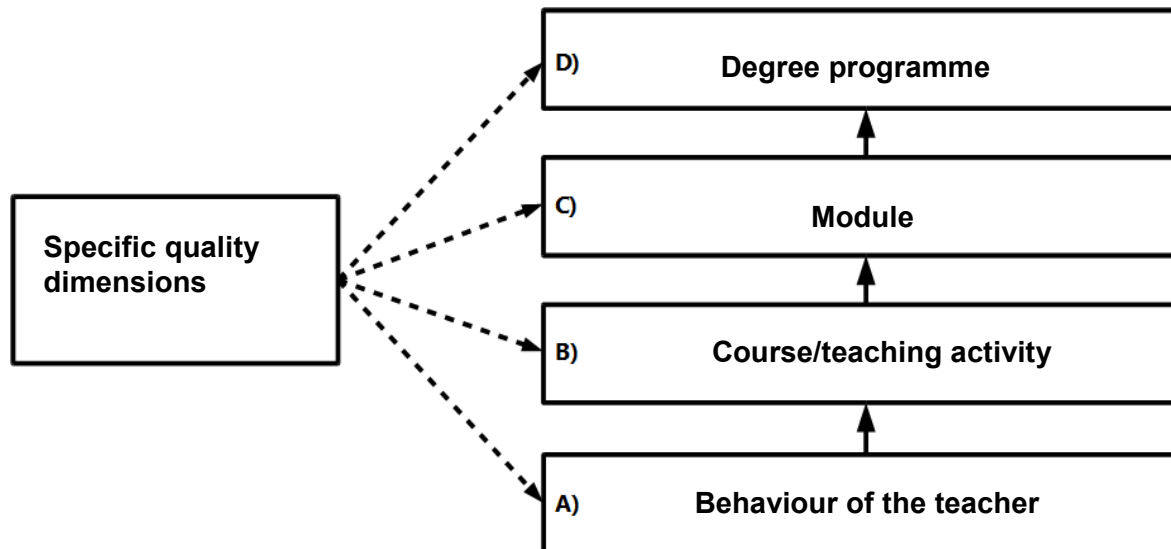 D) Degree programme
C) Module
Specific quality
dimensions
B) Course/teaching activity
A) Behaviour of the teacher